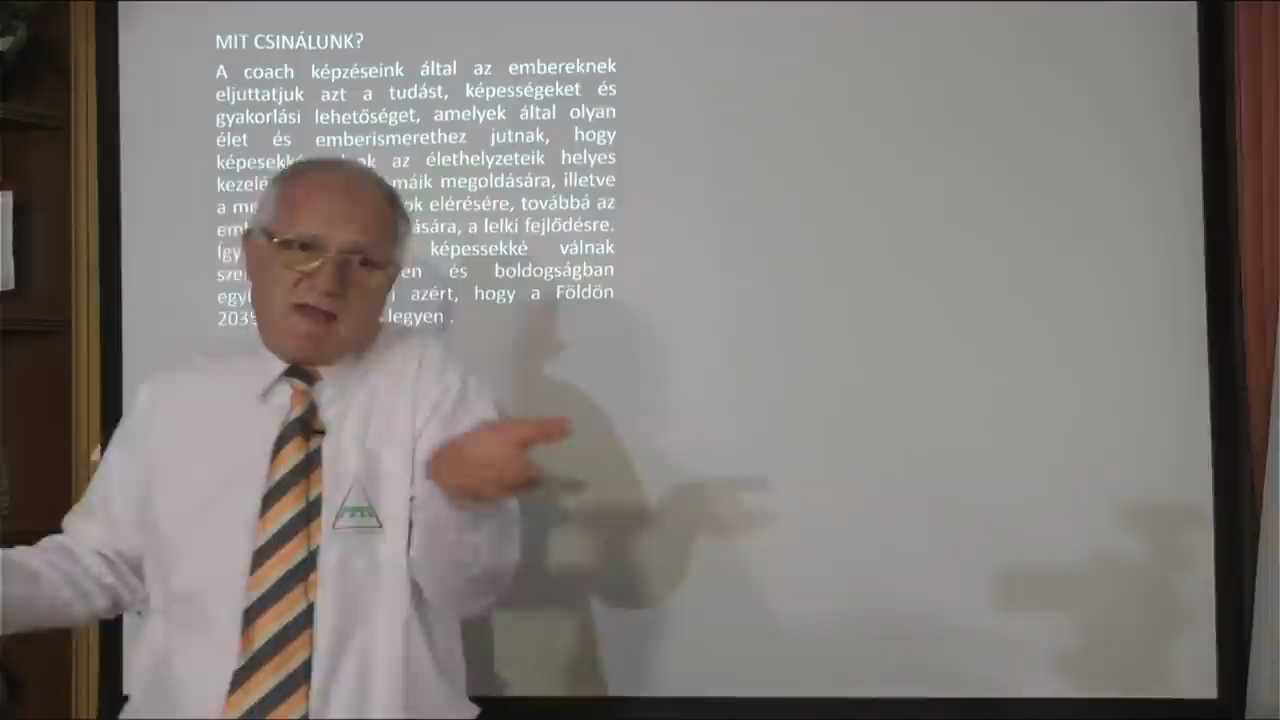 MIT CSINÁLUNK?
A coach képzéseink által az embereknek
eljuttatjuk azt a tudást, képességeket és
gyakorlási lehetőséget, amelyek által olyan
élet és emberismerethez jutnak, hogy
az élethelyzeteik helyes
megoldására, illetve
a elérésére, továbbá az
a lelki fejlődésre.
Így képessekké válnak
és boldogságban
azért, hogy a Földön
legyen .